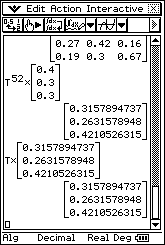 Edit Action Interactive
0.27 0.42 0.16
0.19 0.3 0.67
0.4
T^52×0.3
0.3
0.3157894737
0.2631578948
0.4210526315
0.3157894737
T×0.2631578948
0.4210526315
0.3157894737
0.2631578948
0.4210526315
Alg Decimal Real Deg